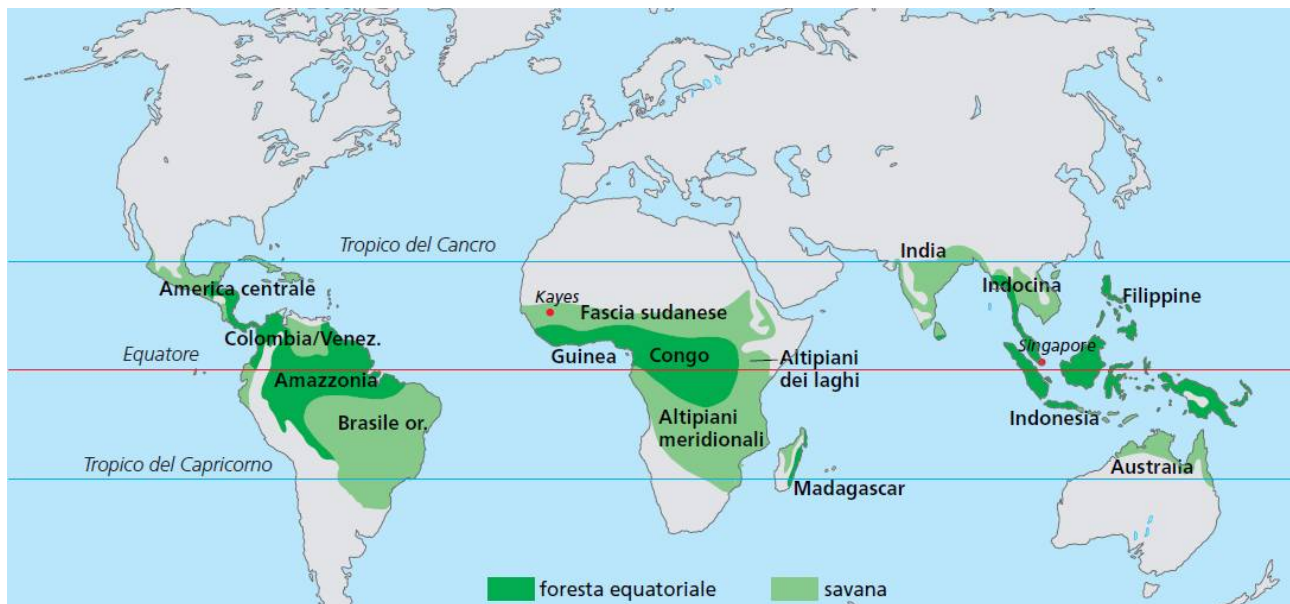 Tropico del Cancro
India
America centrale
Indocina
Kayes
Fascia sudanese
Filippine
Colombia/Venez.
Singapore
Equatore
Guinea
Congo
Altipiani
dei laghi
Amazzonia
Brasile or.
Altipiani
meridionali
Indonesia
Tropico del Capricorno
Australia
Madagascar
foresta equatoriale
savana